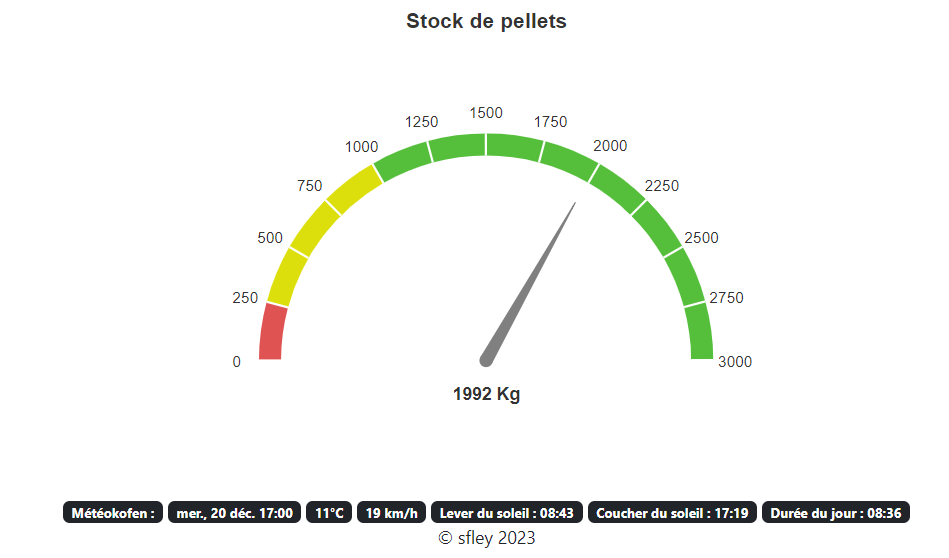 Stock de pellets
1500
1250 1750
1000 2000
750 2250
500 2500
250 2750
0 3000
1992 Kg
Météokofen : mer., 20 déc. 17:00 11°C 19 km/h Lever du soleil : 08:43 Coucher du soleil : 17:19 Durée du jour : 08:36
© sfley 2023